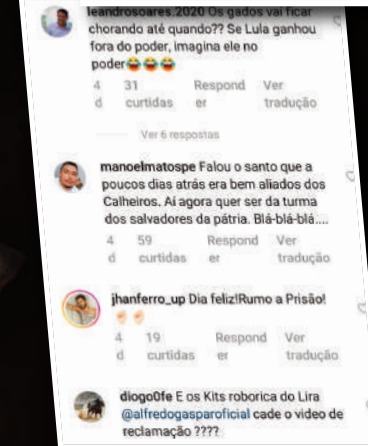 leandrosoares.2020 Os gados vai ficar
chorando até quando?? Se Lula ganhou
fora do poder, imagina ele no
poder😂😂😂
4 31 Respond Ver
d curtidas er tradução
Ver 6 respostas
manoelmatospe Falou o santo que a
poucos dias atrás era bem aliados dos
Calheiros. Aí agora quer ser da turma
dos salvadores da pátria. Blá-blá-blá....
4 59 Respond Ver
d curtidas er tradução
jhanferro_up Dia feliz!Rumo a Prisão!
4 19 Respond Ver
d curtidas er tradução
diogo0fe E os Kits roborica do Lira
@alfredogasparoficial cade o video de
reclamação ????